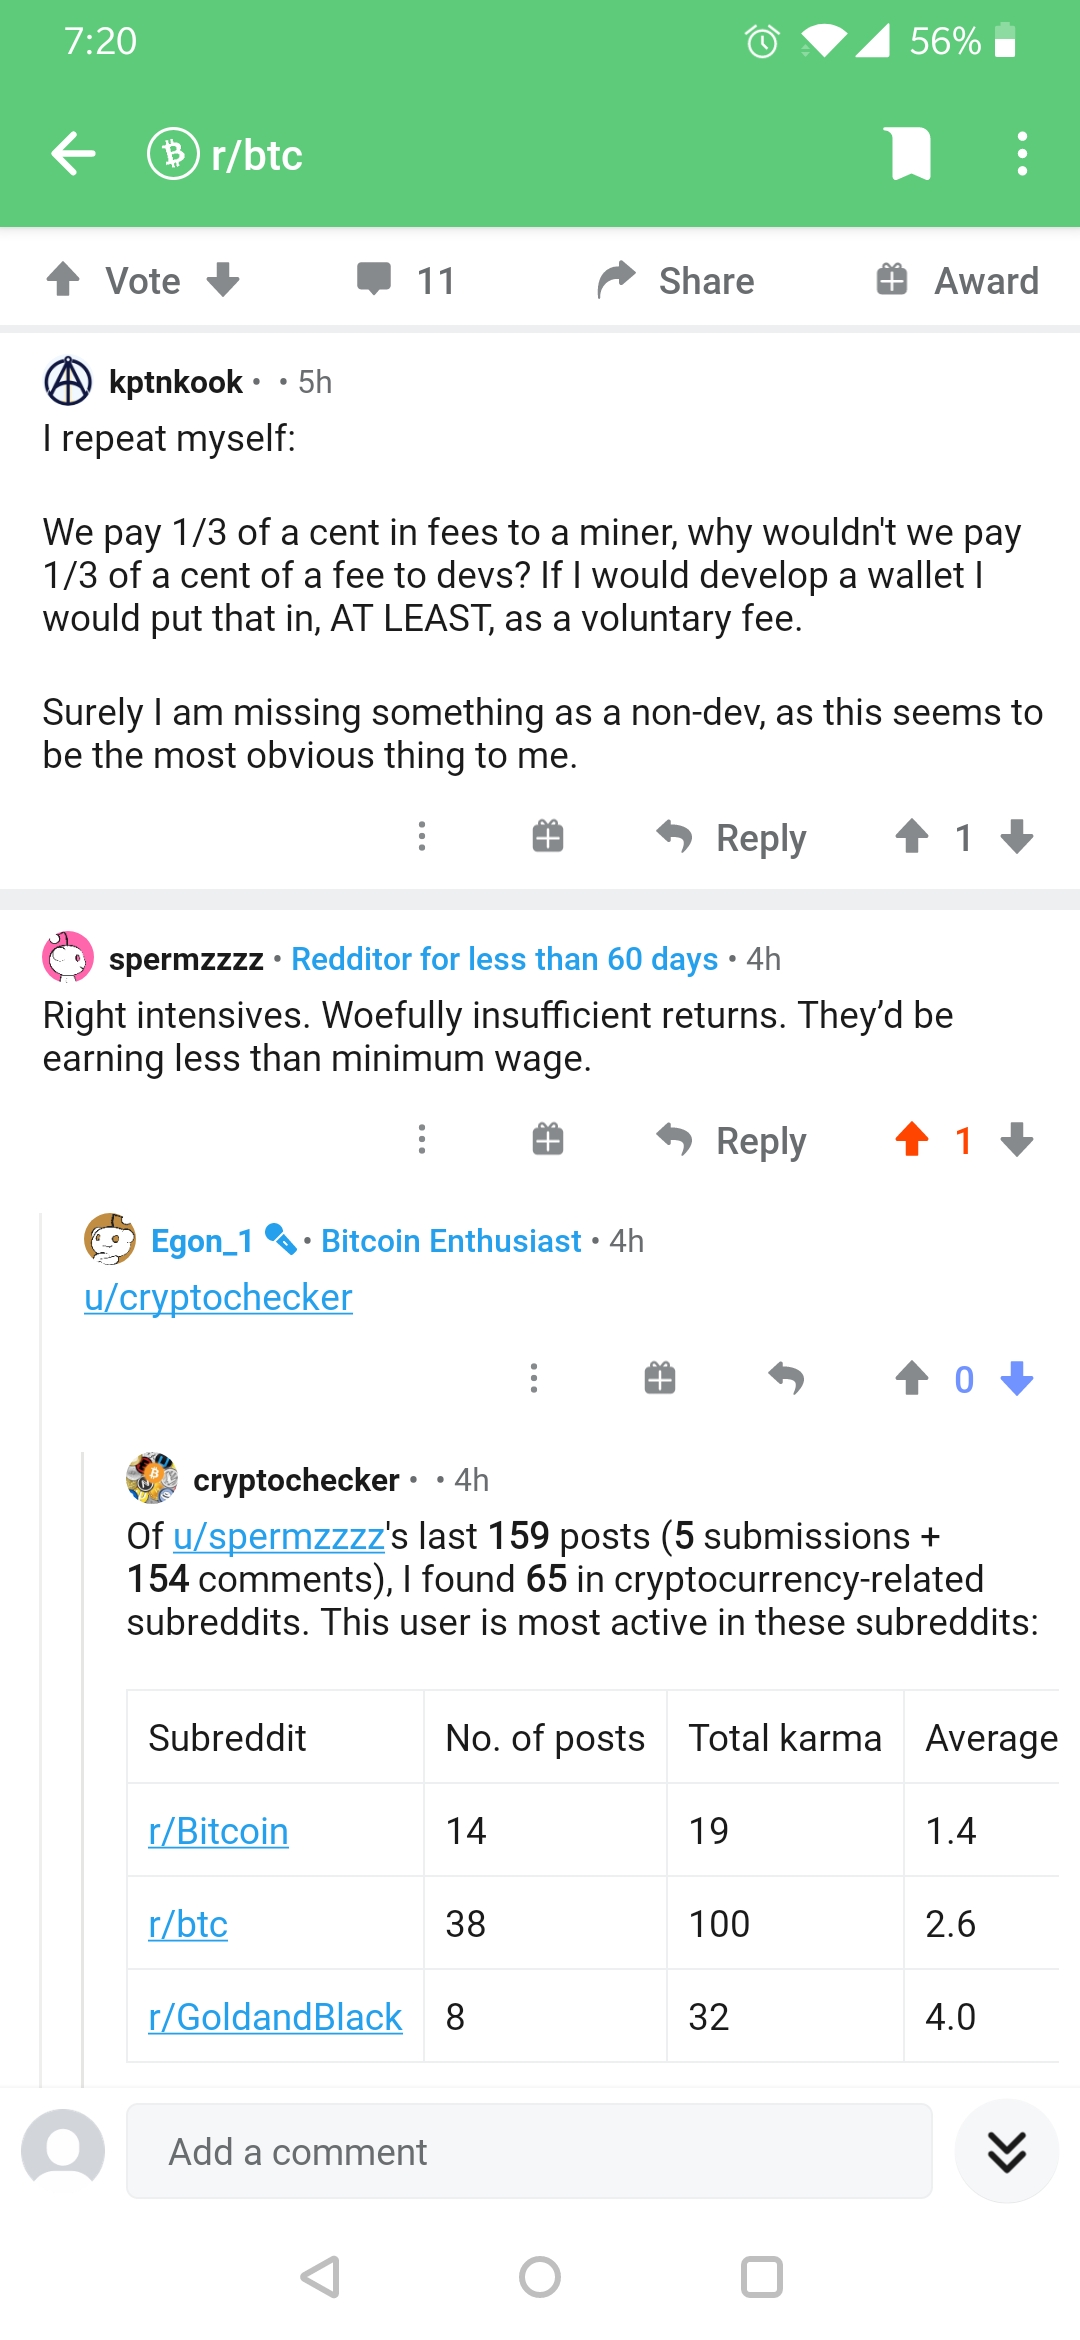 7:20 56%
r/btc
Vote 11 Share Award
kptnkook • • 5h
I repeat myself:
We pay 1/3 of a cent in fees to a miner, why wouldn't we pay
1/3 of a cent of a fee to devs? If I would develop a wallet I
would put that in, AT LEAST, as a voluntary fee.
Surely I am missing something as a non-dev, as this seems to
be the most obvious thing to me.
Reply 1
spermzzzz • Redditor for less than 60 days • 4h
Right intensives. Woefully insufficient returns. They’d be
earning less than minimum wage.
Reply 1
Egon_1 • Bitcoin Enthusiast • 4h
u/cryptochecker
0
cryptochecker • • 4h
Of u/spermzzzz's last 159 posts (5 submissions +
154 comments), I found 65 in cryptocurrency-related
subreddits. This user is most active in these subreddits:
Subreddit No. of posts Total karma Average
r/Bitcoin 14 19 1.4
r/btc 38 100 2.6
r/GoldandBlack 8 32 4.0
Add a comment